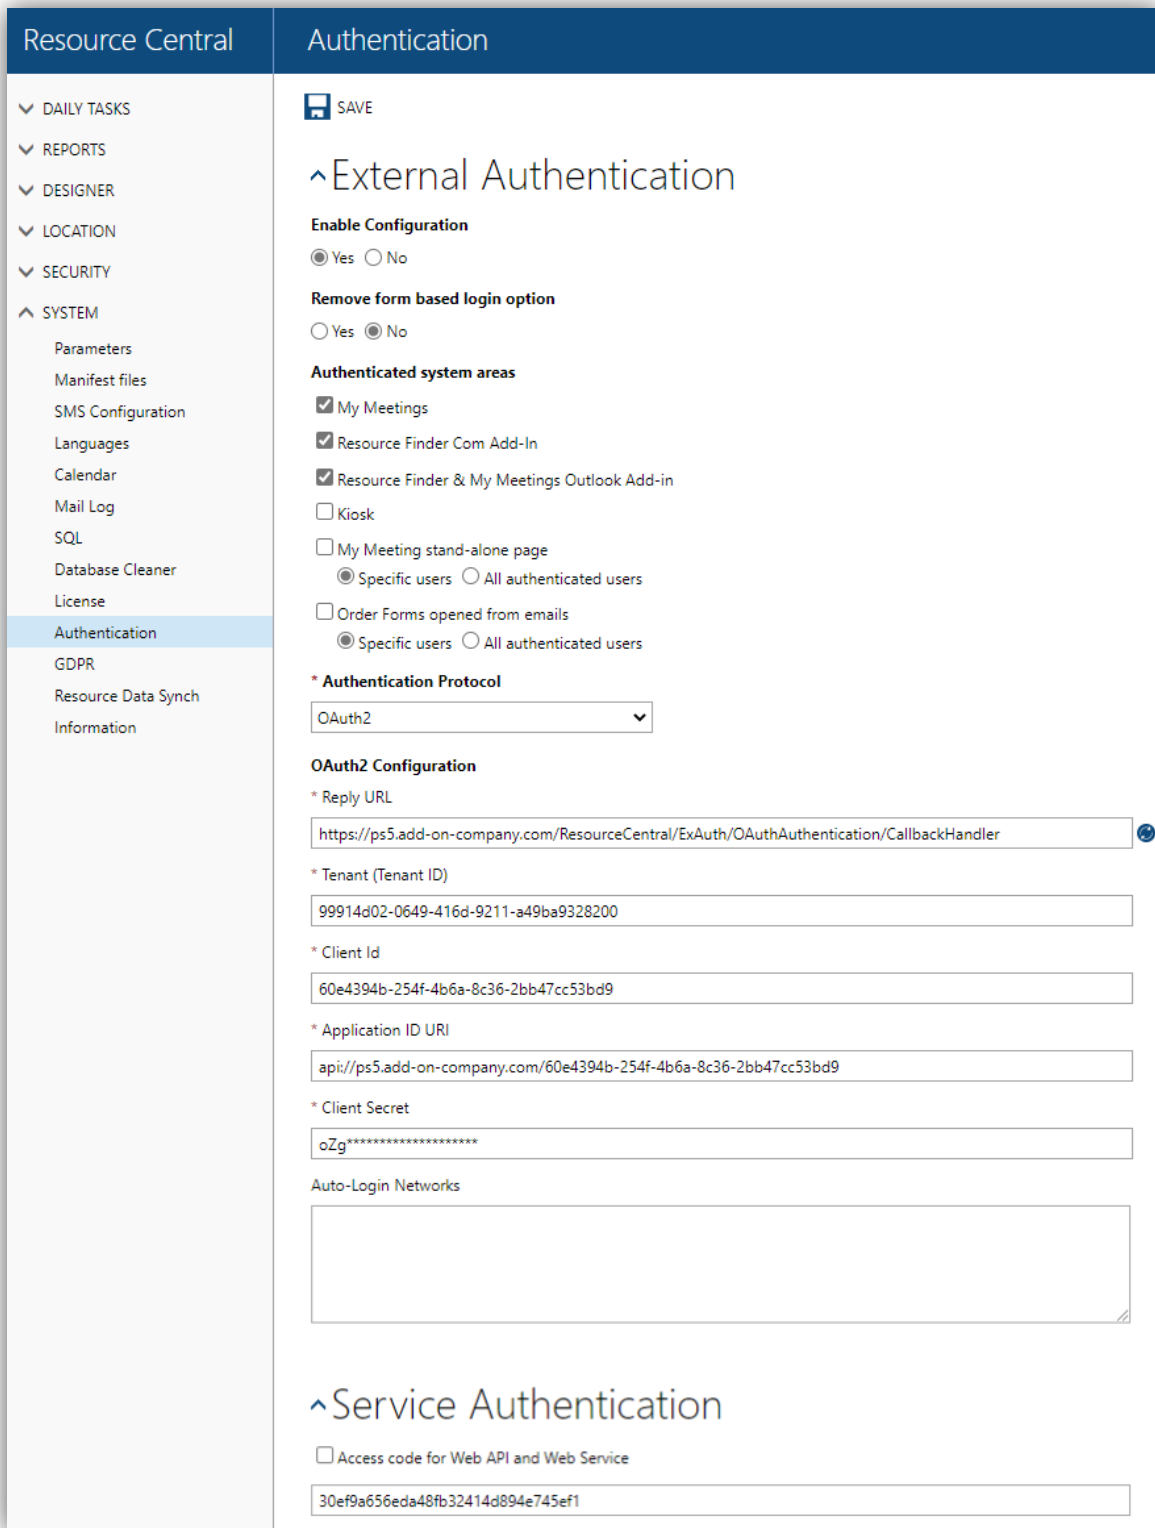 Resource Central
Authentication
DAILY TASKS
REPORTS
DESIGNER
LOCATION
SECURITY
SYSTEM
Parameters
Manifest files
SMS Configuration
Languages
Calendar
Mail Log
SQL
Database Cleaner
License
Authentication
GDPR
Resource Data Synch
Information
SAVE
External Authentication
Enable Configuration
Yes No
Remove form based login option
Yes No
Authenticated system areas
My Meetings
Resource Finder Com Add-In
Resource Finder & My Meetings Outlook Add-in
Kiosk
My Meeting stand-alone page
Specific users All authenticated users
Order Forms opened from emails
Specific users All authenticated users
* Authentication Protocol
OAuth2
OAuth2 Configuration
* Reply URL
https://ps5.add-on-company.com/ResourceCentral/ExAuth/OAuthAuthentication/CallbackHandler
* Tenant (Tenant ID)
99914d02-0649-416d-9211-a49ba9328200
* Client Id
60e4394b-254f-4b6a-8c36-2bb47cc53bd9
* Application ID URI
api://ps5.add-on-company.com/60e4394b-254f-4b6a-8c36-2bb47cc53bd9
* Client Secret
oZg********************
Auto-Login Networks
Service Authentication
Access code for Web API and Web Service
30ef9a656eda48fb32414d894e745ef1